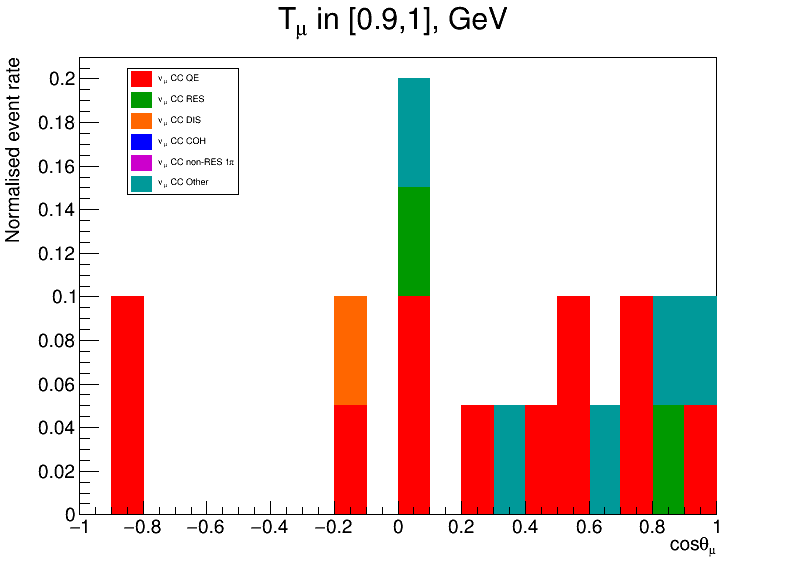 T_μ in [0.9,1], GeV
Normalised event rate
ν_μ CC QE
ν_μ CC RES
ν_μ CC DIS
ν_μ CC COH
ν_μ CC non-RES 1π
ν_μ CC Other
0.2
0.18
0.16
0.14
0.12
0.1
0.08
0.06
0.04
0.02
0
−1 −0.8 −0.6 −0.4 −0.2 0 0.2 0.4 0.6 0.8 1
cosθ_μ